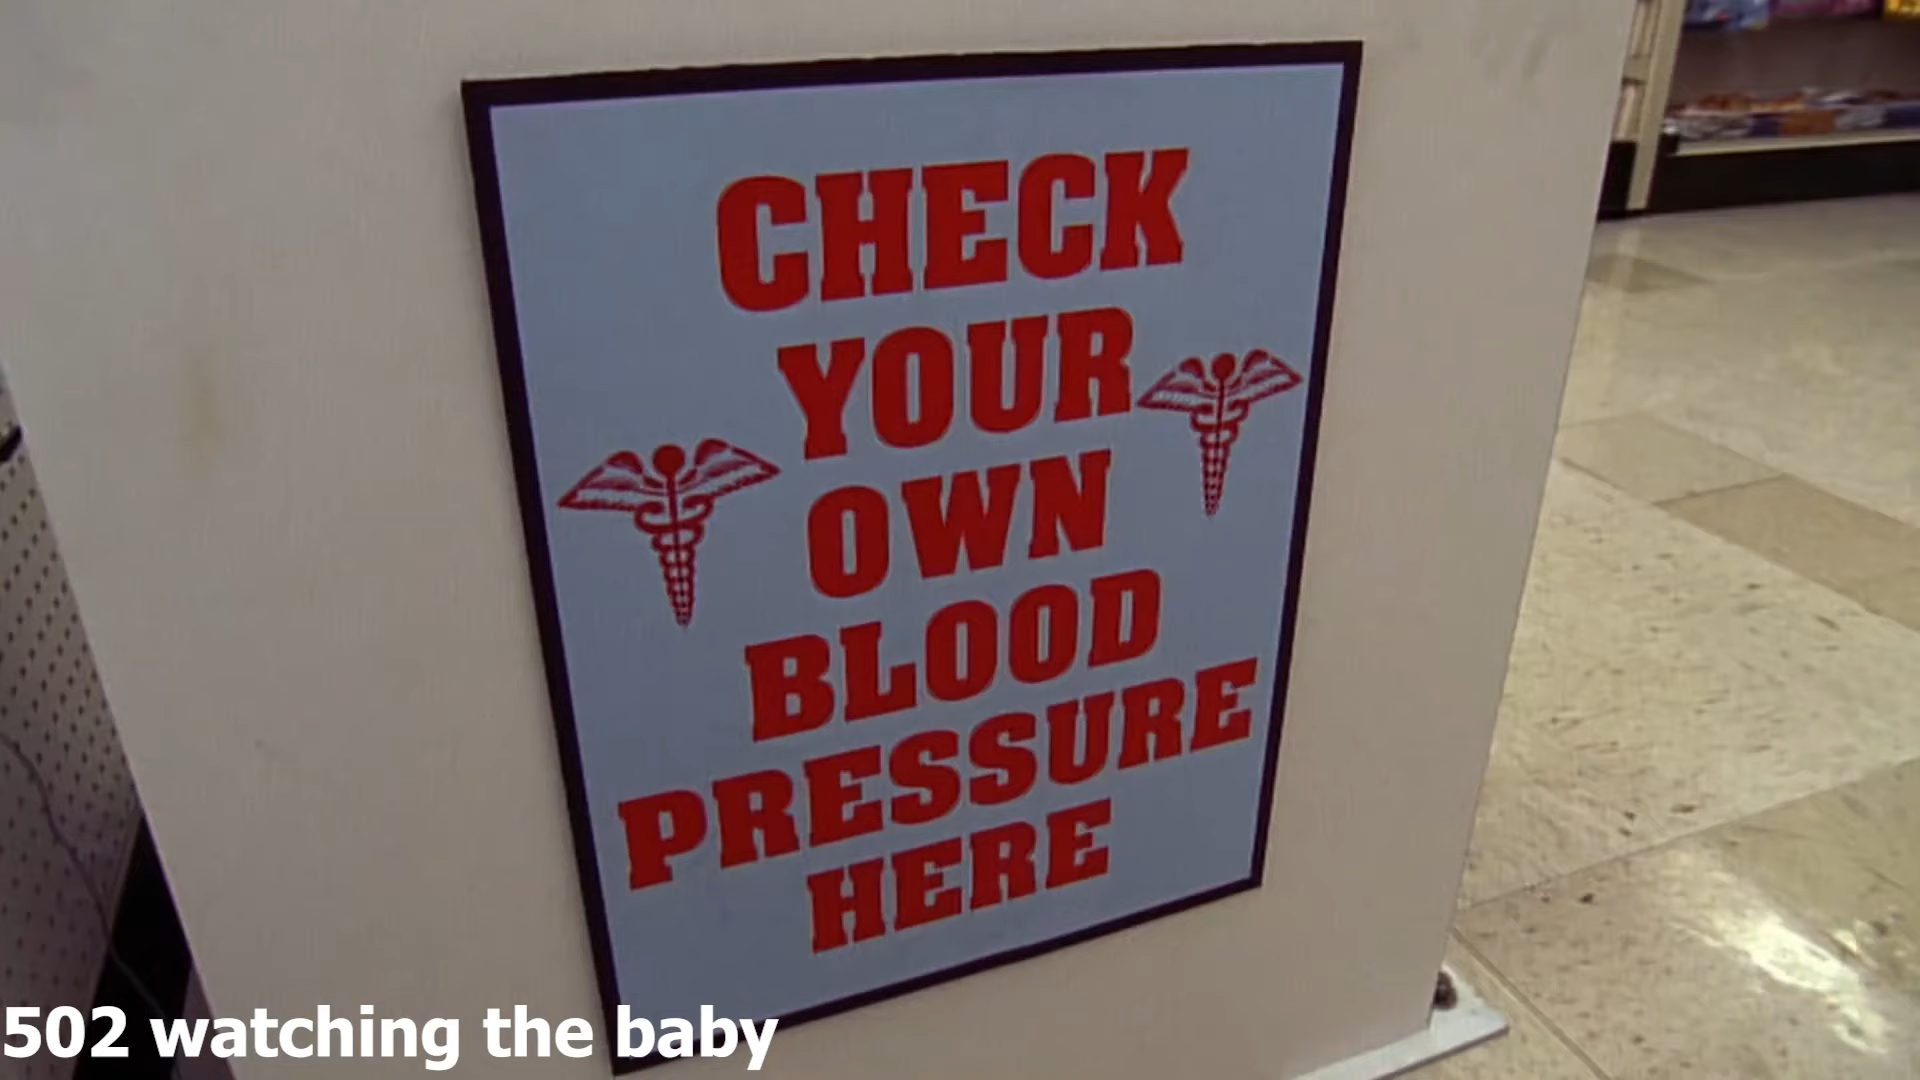 CHECK
YOUR
OWN
BLOOD
PRESSURE
HERE
502 watching the baby